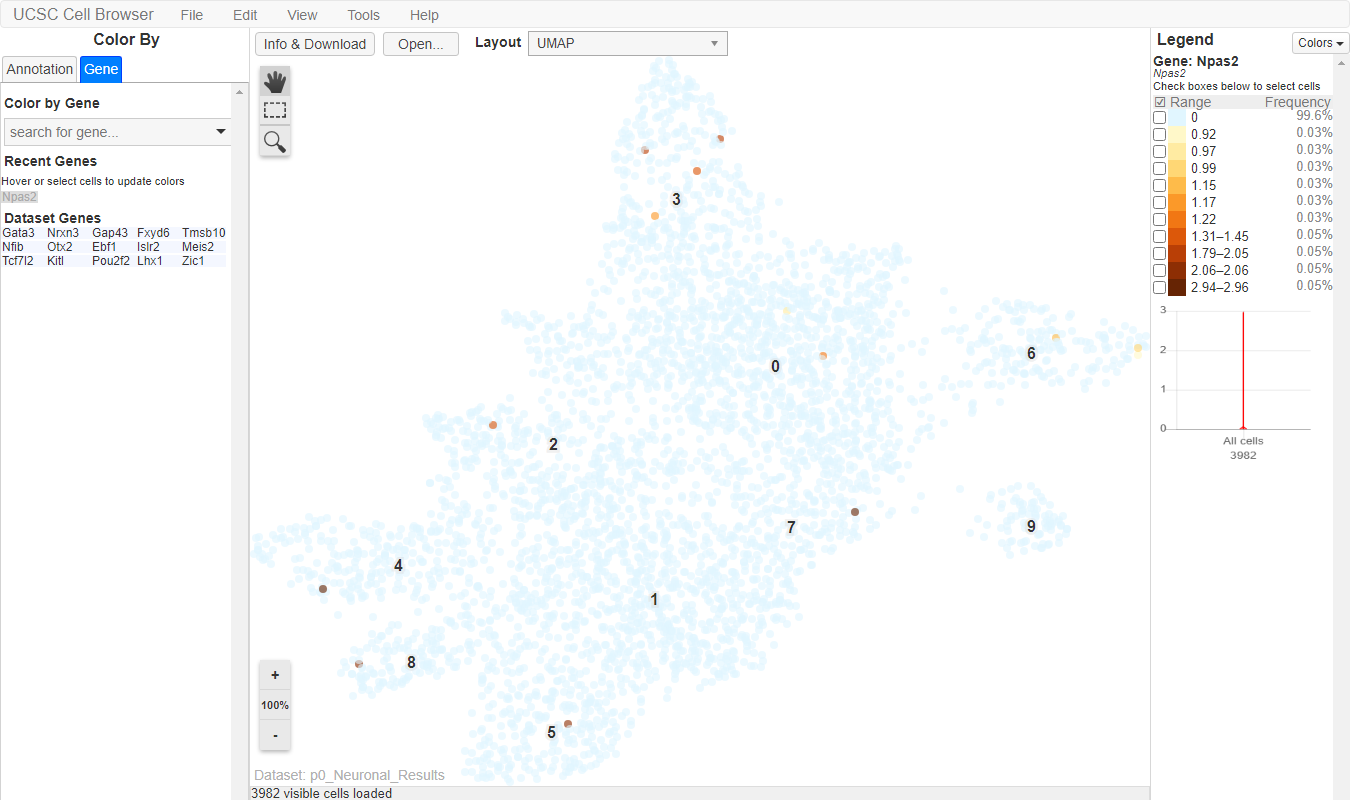 UCSC Cell Browser File Edit View Tools Help
Color By
Annotation Gene
Color by Gene
search for gene...
Recent Genes
Hover or select cells to update colors
Npas2
Dataset Genes
Gata3 Nrxn3 Gap43 Fxyd6 Tmsb10
Nfib Otx2 Ebf1 Islr2 Meis2
Tcf7l2 Kitl Pou2f2 Lhx1 Zic1
Info & Download Open... Layout UMAP
3
0
6
2
7
9
4
1
8
5
+
100%
-
Dataset: p0_Neuronal_Results
3982 visible cells loaded
Legend Colors
Gene: Npas2
Npas2
Check boxes below to select cells
Range Frequency
0 99.6%
0.92 0.03%
0.97 0.03%
0.99 0.03%
1.15 0.03%
1.17 0.03%
1.22 0.03%
1.31–1.45 0.05%
1.79–2.05 0.05%
2.06–2.06 0.05%
2.94–2.96 0.05%
3
2
1
0
All cells
3982